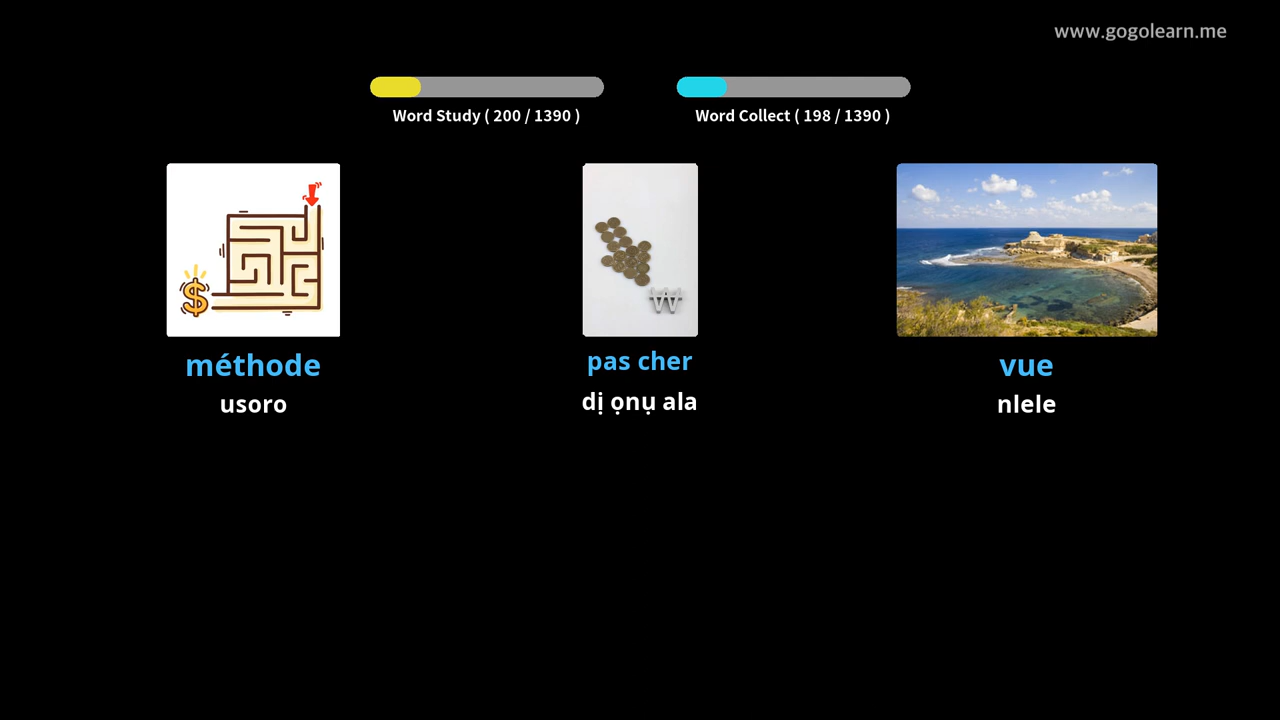 www.gogolearn.me
Word Study ( 200 / 1390 )
Word Collect ( 198 / 1390 )
$
₩
méthode
usoro
pas cher
dị ọnụ ala
vue
nlele